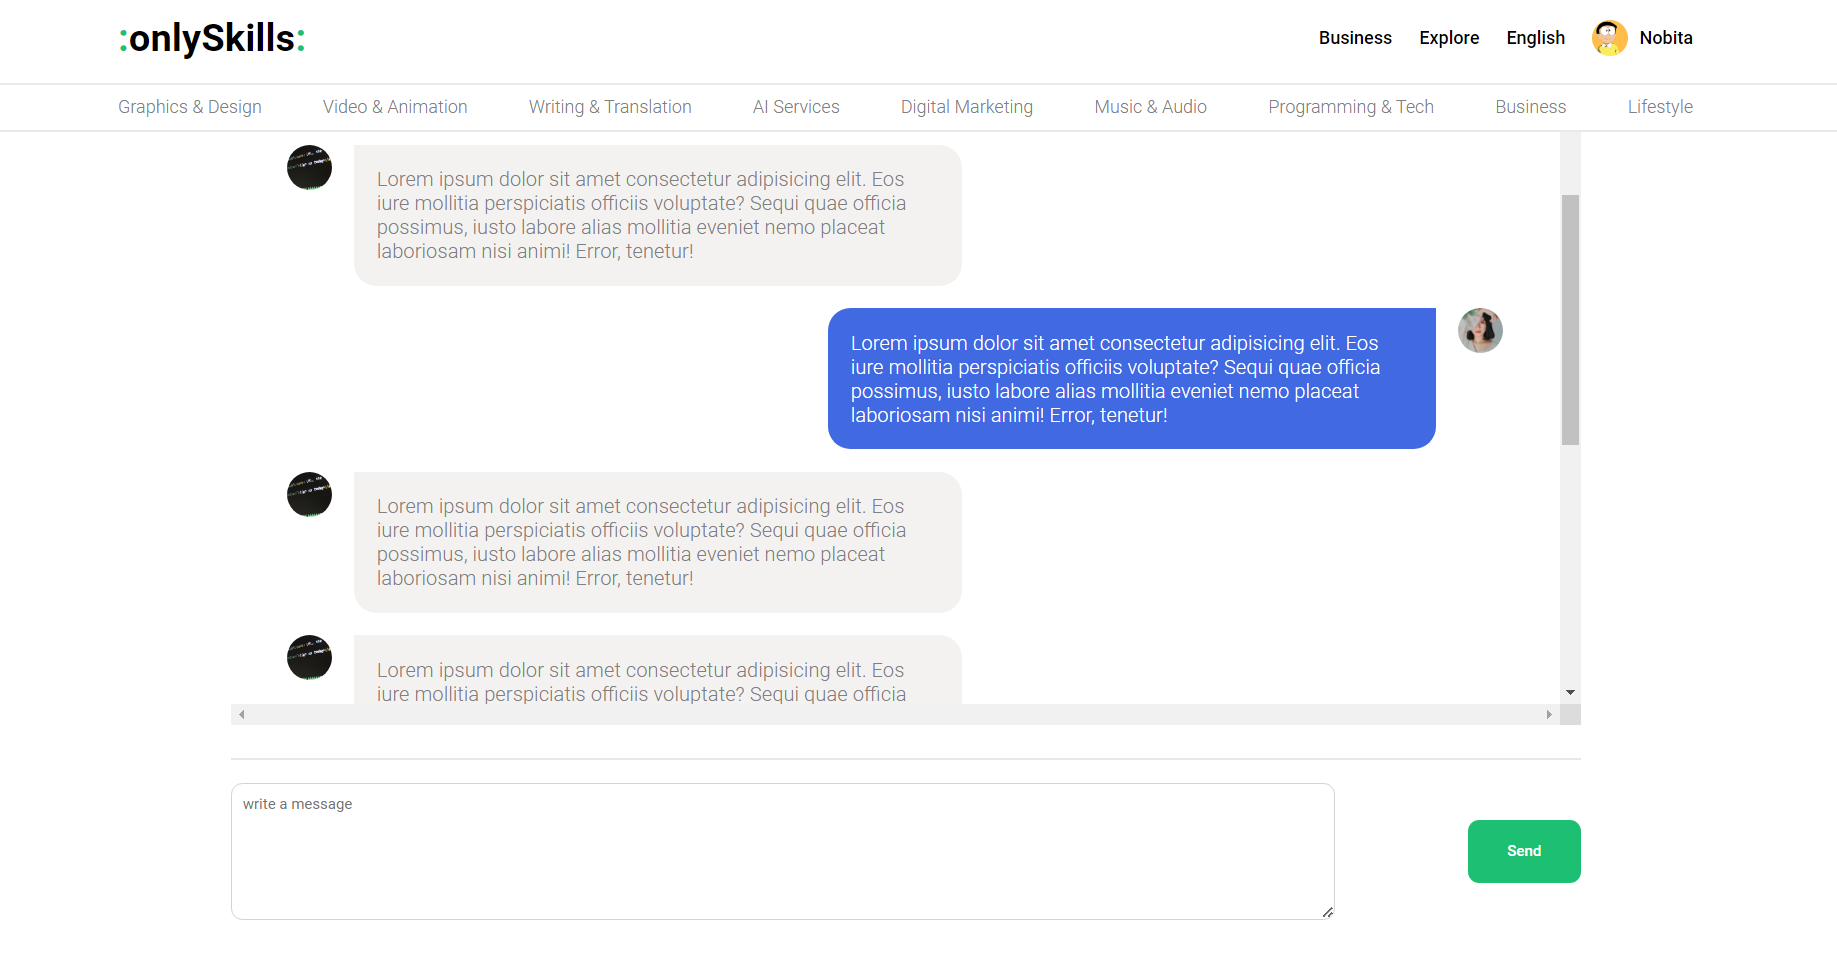 :onlySkills:
Business Explore English Nobita
Graphics & Design Video & Animation Writing & Translation AI Services Digital Marketing Music & Audio Programming & Tech Business Lifestyle
Lorem ipsum dolor sit amet consectetur adipisicing elit. Eos
iure mollitia perspiciatis officiis voluptate? Sequi quae officia
possimus, iusto labore alias mollitia eveniet nemo placeat
laboriosam nisi animi! Error, tenetur!
Lorem ipsum dolor sit amet consectetur adipisicing elit. Eos
iure mollitia perspiciatis officiis voluptate? Sequi quae officia
possimus, iusto labore alias mollitia eveniet nemo placeat
laboriosam nisi animi! Error, tenetur!
Lorem ipsum dolor sit amet consectetur adipisicing elit. Eos
iure mollitia perspiciatis officiis voluptate? Sequi quae officia
possimus, iusto labore alias mollitia eveniet nemo placeat
laboriosam nisi animi! Error, tenetur!
Lorem ipsum dolor sit amet consectetur adipisicing elit. Eos
iure mollitia perspiciatis officiis voluptate? Sequi quae officia
write a message
Send